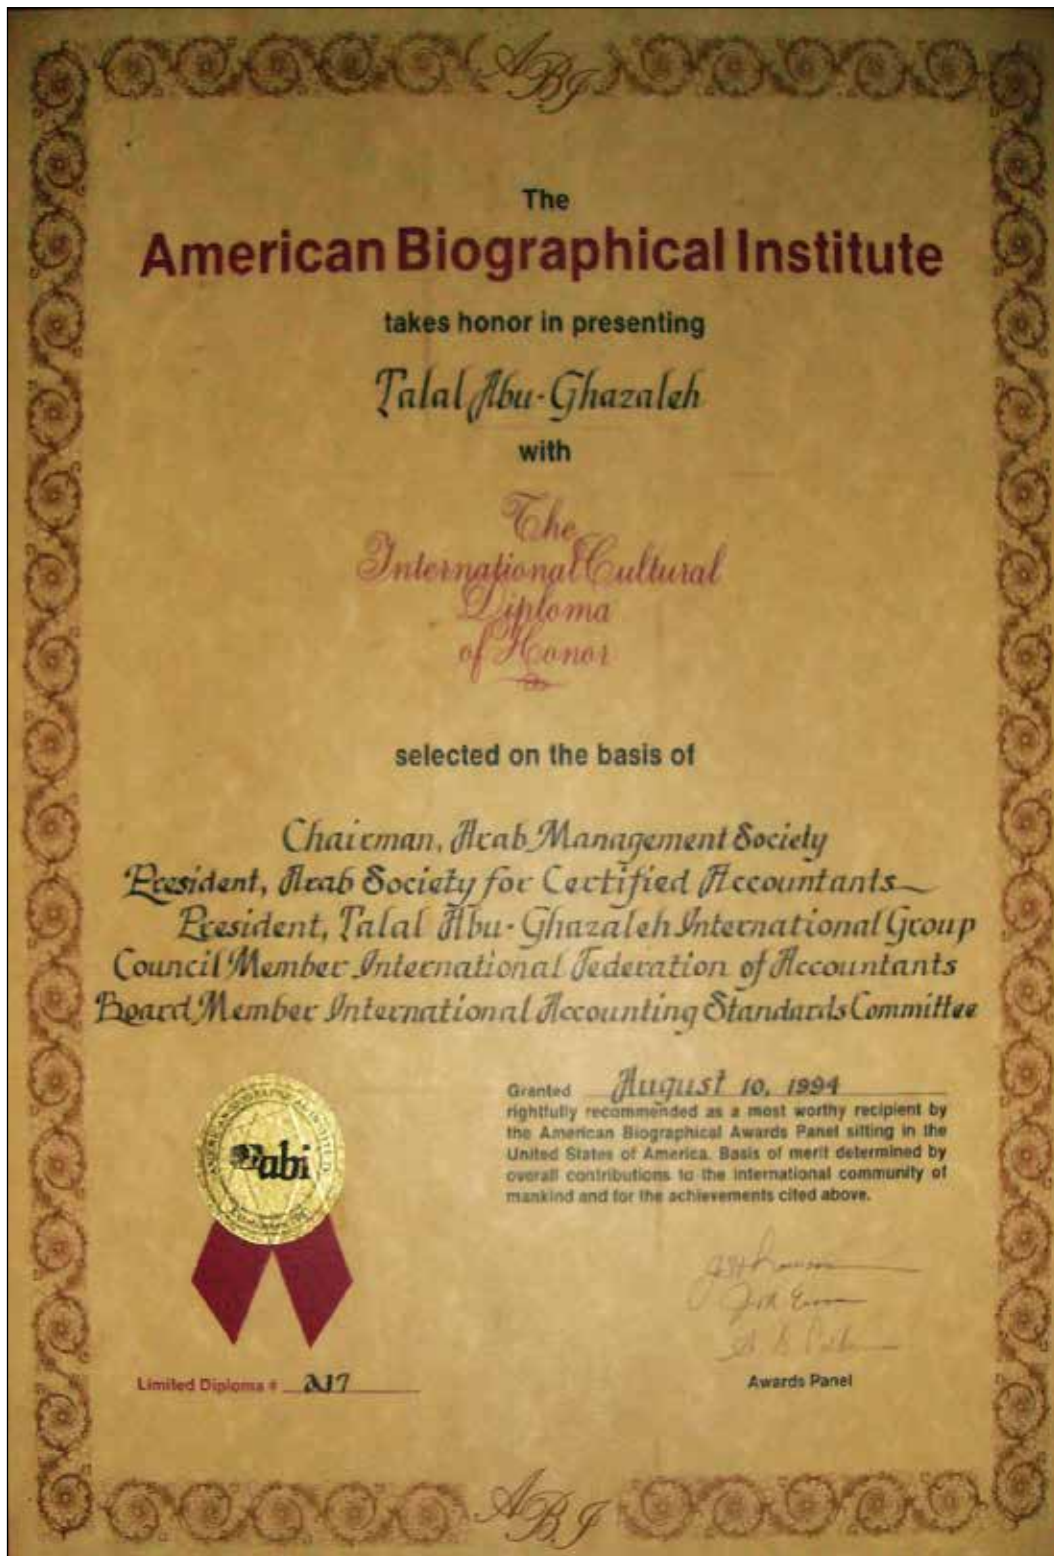 ABI
The
American Biographical Institute
takes honor in presenting
Talal Abu-Ghazaleh
with
The
International Cultural
Diploma
of Honor
selected on the basis of
Chairman, Arab Management Society
President, Arab Society for Certified Accountants
President, Talal Abu-Ghazaleh International Group
Council Member International Federation of Accountants
Board Member International Accounting Standards Committee
Granted August 10, 1994
rightfully recommended as a most worthy recipient by
the American Biographical Awards Panel sitting in the
United States of America. Basis of merit determined by
overall contributions to the international community of
mankind and for the achievements cited above.
AMERICAN BIOGRAPHICAL INSTITUTE
abi
Limited Diploma # 217
Awards Panel
ABI